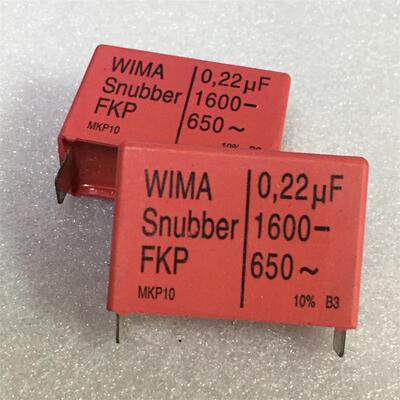 WIMA 0,22µF
Snubber 1600-
FKP 650~
MKP10 10% B3
WIMA 0,22µF
Snubber 1600-
FKP 650~
MKP10 10% B3